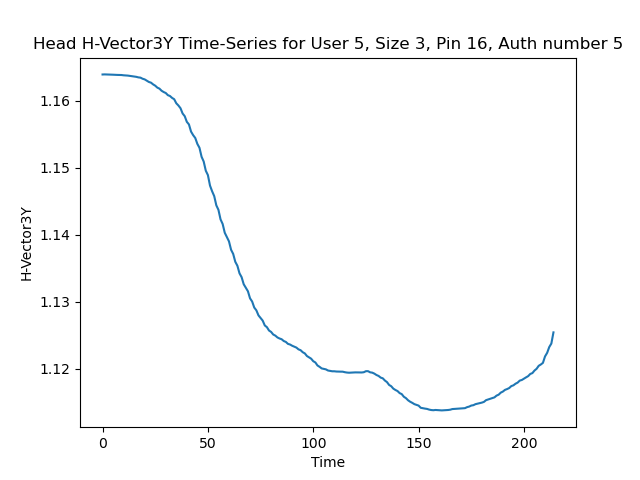 Head H-Vector3Y Time-Series for User 5, Size 3, Pin 16, Auth number 5
1.16
1.15
1.14
1.13
1.12
H-Vector3Y
0 50 100 150 200
Time